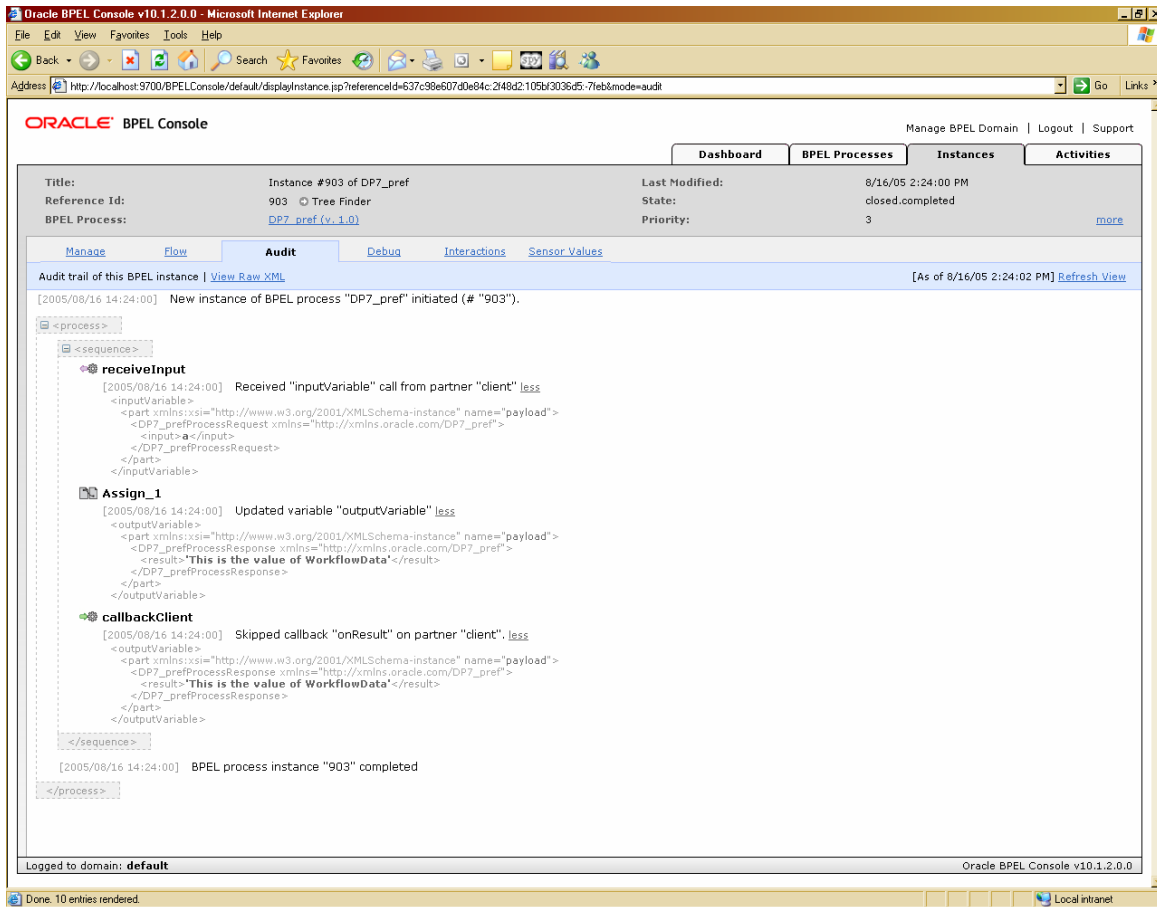 Oracle BPEL Console v10.1.2.0.0 - Microsoft Internet Explorer
File Edit View Favorites Tools Help
Back Search Favorites SPY
Address http://localhost:9700/BPELConsole/default/displayInstance.jsp?referenceId=637c98e607d0e84c:2f48d2:105bf3036d5:-7feb&mode=audit Go Links
ORACLE BPEL Console
Manage BPEL Domain | Logout | Support
Dashboard BPEL Processes Instances Activities
Title: Instance #903 of DP7_pref Last Modified: 8/16/05 2:24:00 PM
Reference Id: 903 Tree Finder State: closed.completed
BPEL Process: DP7_pref (v. 1.0) Priority: 3 more
Manage Flow Audit Debug Interactions Sensor Values
Audit trail of this BPEL instance | View Raw XML [As of 8/16/05 2:24:02 PM] Refresh View
[2005/08/16 14:24:00] New instance of BPEL process "DP7_pref" initiated (# "903").
<process>
<sequence>
receiveInput
[2005/08/16 14:24:00] Received "inputVariable" call from partner "client" less
<inputVariable>
<part xmlns:xsi="http://www.w3.org/2001/XMLSchema-instance" name="payload">
<DP7_prefProcessRequest xmlns="http://xmlns.oracle.com/DP7_pref">
<input>a</input>
</DP7_prefProcessRequest>
</part>
</inputVariable>
Assign_1
[2005/08/16 14:24:00] Updated variable "outputVariable" less
<outputVariable>
<part xmlns:xsi="http://www.w3.org/2001/XMLSchema-instance" name="payload">
<DP7_prefProcessResponse xmlns="http://xmlns.oracle.com/DP7_pref">
<result>'This is the value of WorkflowData'</result>
</DP7_prefProcessResponse>
</part>
</outputVariable>
callbackClient
[2005/08/16 14:24:00] Skipped callback "onResult" on partner "client". less
<outputVariable>
<part xmlns:xsi="http://www.w3.org/2001/XMLSchema-instance" name="payload">
<DP7_prefProcessResponse xmlns="http://xmlns.oracle.com/DP7_pref">
<result>'This is the value of WorkflowData'</result>
</DP7_prefProcessResponse>
</part>
</outputVariable>
</sequence>
[2005/08/16 14:24:00] BPEL process instance "903" completed
</process>
Logged to domain: default Oracle BPEL Console v10.1.2.0.0
Done. 10 entries rendered. Local intranet